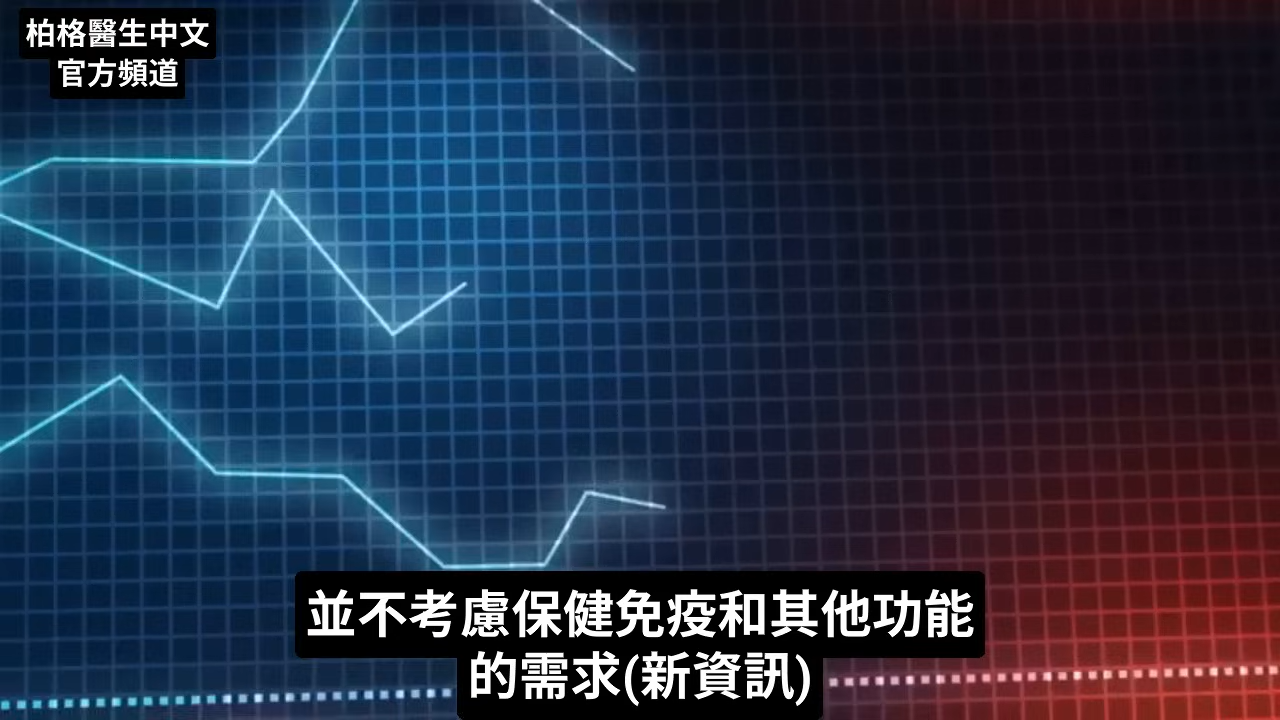 柏格醫生中文
官方頻道
並不考慮保健免疫和其他功能
的需求(新資訊)